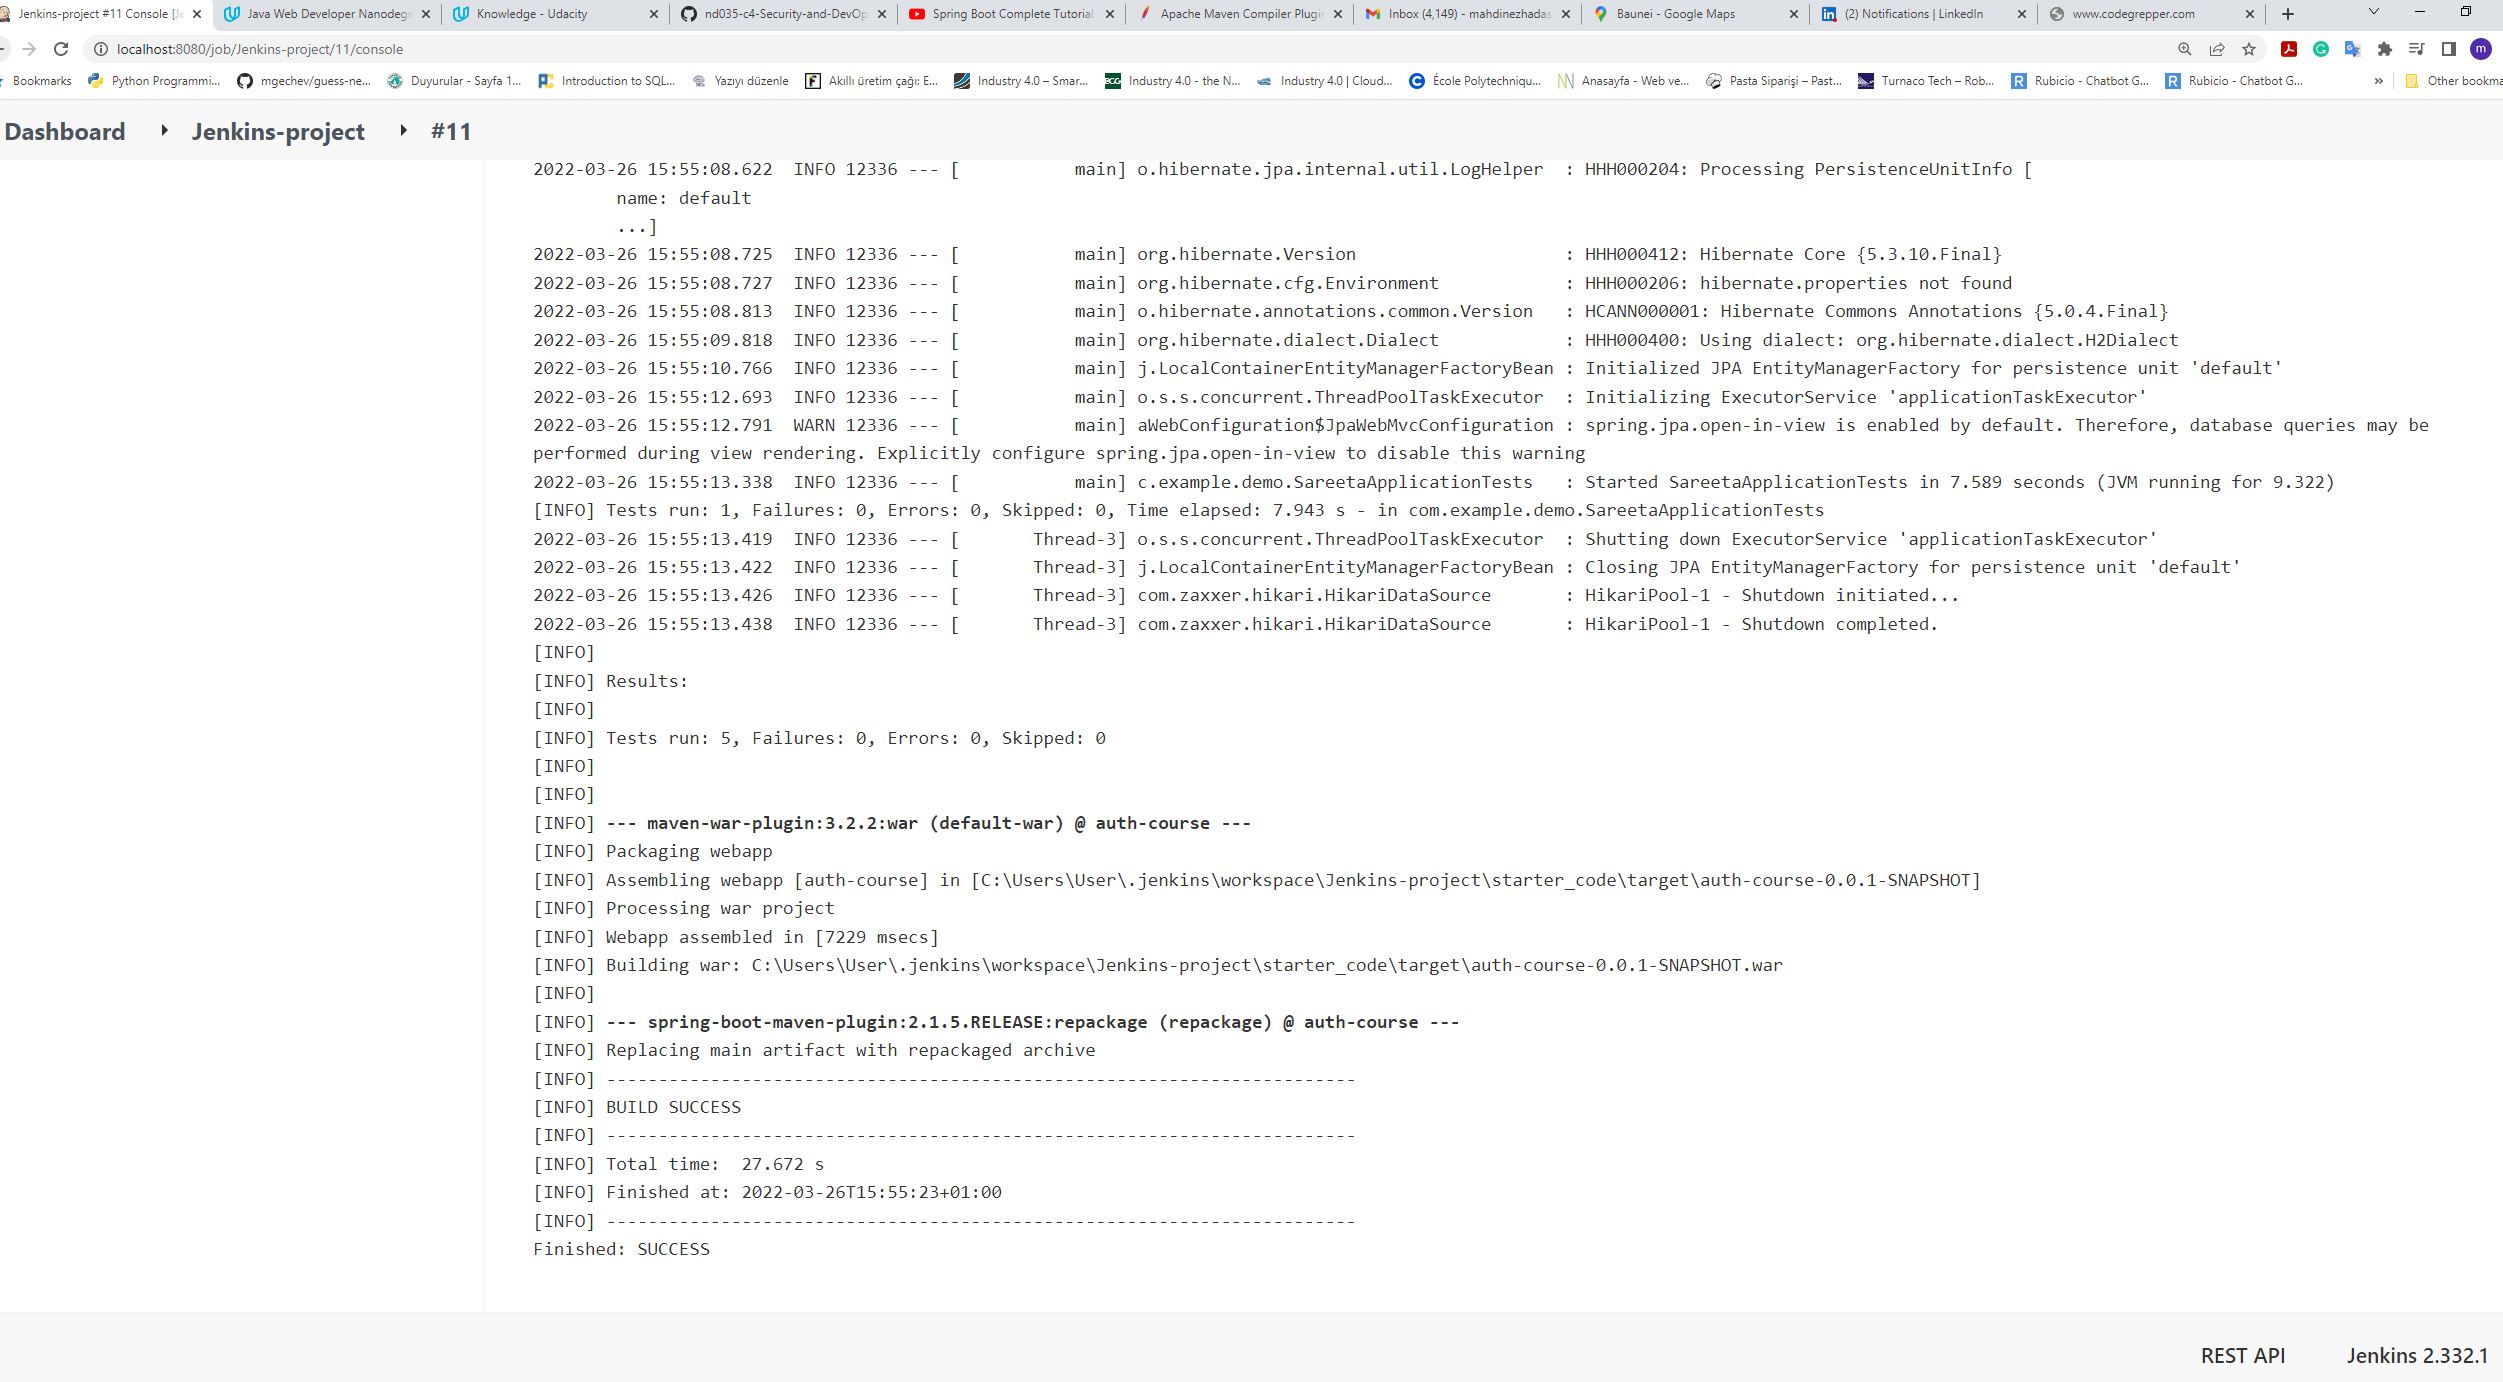 Jenkins-project #11 Console [Je
Java Web Developer Nanodegr
Knowledge - Udacity
nd035-c4-Security-and-DevOp
Spring Boot Complete Tutorial
Apache Maven Compiler Plugin
Inbox (4,149) - mahdinezhadas
Baunei - Google Maps
(2) Notifications | LinkedIn
www.codegrepper.com
localhost:8080/job/Jenkins-project/11/console
m
Bookmarks
Python Programmi...
mgechev/guess-ne...
Duyurular - Sayfa 1...
Introduction to SQL...
Yazıyı düzenle
Akıllı üretim çağı: E...
Industry 4.0 – Smar...
BCG
Industry 4.0 - the N...
Industry 4.0 | Cloud...
École Polytechniqu...
Anasayfa - Web ve...
Pasta Siparişi – Past...
Turnaco Tech – Rob...
Rubicio - Chatbot G...
Rubicio - Chatbot G...
»
Other bookma
Dashboard
Jenkins-project
#11
2022-03-26 15:55:08.622  INFO 12336 --- [           main] o.hibernate.jpa.internal.util.LogHelper  : HHH000204: Processing PersistenceUnitInfo [
name: default
...]
2022-03-26 15:55:08.725  INFO 12336 --- [           main] org.hibernate.Version                    : HHH000412: Hibernate Core {5.3.10.Final}
2022-03-26 15:55:08.727  INFO 12336 --- [           main] org.hibernate.cfg.Environment            : HHH000206: hibernate.properties not found
2022-03-26 15:55:08.813  INFO 12336 --- [           main] o.hibernate.annotations.common.Version   : HCANN000001: Hibernate Commons Annotations {5.0.4.Final}
2022-03-26 15:55:09.818  INFO 12336 --- [           main] org.hibernate.dialect.Dialect            : HHH000400: Using dialect: org.hibernate.dialect.H2Dialect
2022-03-26 15:55:10.766  INFO 12336 --- [           main] j.LocalContainerEntityManagerFactoryBean : Initialized JPA EntityManagerFactory for persistence unit 'default'
2022-03-26 15:55:12.693  INFO 12336 --- [           main] o.s.s.concurrent.ThreadPoolTaskExecutor  : Initializing ExecutorService 'applicationTaskExecutor'
2022-03-26 15:55:12.791  WARN 12336 --- [           main] aWebConfiguration$JpaWebMvcConfiguration : spring.jpa.open-in-view is enabled by default. Therefore, database queries may be
performed during view rendering. Explicitly configure spring.jpa.open-in-view to disable this warning
2022-03-26 15:55:13.338  INFO 12336 --- [           main] c.example.demo.SareetaApplicationTests   : Started SareetaApplicationTests in 7.589 seconds (JVM running for 9.322)
[INFO] Tests run: 1, Failures: 0, Errors: 0, Skipped: 0, Time elapsed: 7.943 s - in com.example.demo.SareetaApplicationTests
2022-03-26 15:55:13.419  INFO 12336 --- [       Thread-3] o.s.s.concurrent.ThreadPoolTaskExecutor  : Shutting down ExecutorService 'applicationTaskExecutor'
2022-03-26 15:55:13.422  INFO 12336 --- [       Thread-3] j.LocalContainerEntityManagerFactoryBean : Closing JPA EntityManagerFactory for persistence unit 'default'
2022-03-26 15:55:13.426  INFO 12336 --- [       Thread-3] com.zaxxer.hikari.HikariDataSource       : HikariPool-1 - Shutdown initiated...
2022-03-26 15:55:13.438  INFO 12336 --- [       Thread-3] com.zaxxer.hikari.HikariDataSource       : HikariPool-1 - Shutdown completed.
[INFO]
[INFO] Results:
[INFO]
[INFO] Tests run: 5, Failures: 0, Errors: 0, Skipped: 0
[INFO]
[INFO]
[INFO] --- maven-war-plugin:3.2.2:war (default-war) @ auth-course ---
[INFO] Packaging webapp
[INFO] Assembling webapp [auth-course] in [C:\Users\User\.jenkins\workspace\Jenkins-project\starter_code\target\auth-course-0.0.1-SNAPSHOT]
[INFO] Processing war project
[INFO] Webapp assembled in [7229 msecs]
[INFO] Building war: C:\Users\User\.jenkins\workspace\Jenkins-project\starter_code\target\auth-course-0.0.1-SNAPSHOT.war
[INFO]
[INFO] --- spring-boot-maven-plugin:2.1.5.RELEASE:repackage (repackage) @ auth-course ---
[INFO] Replacing main artifact with repackaged archive
[INFO] ------------------------------------------------------------------------
[INFO] BUILD SUCCESS
[INFO] ------------------------------------------------------------------------
[INFO] Total time:  27.672 s
[INFO] Finished at: 2022-03-26T15:55:23+01:00
[INFO] ------------------------------------------------------------------------
Finished: SUCCESS
REST API
Jenkins 2.332.1